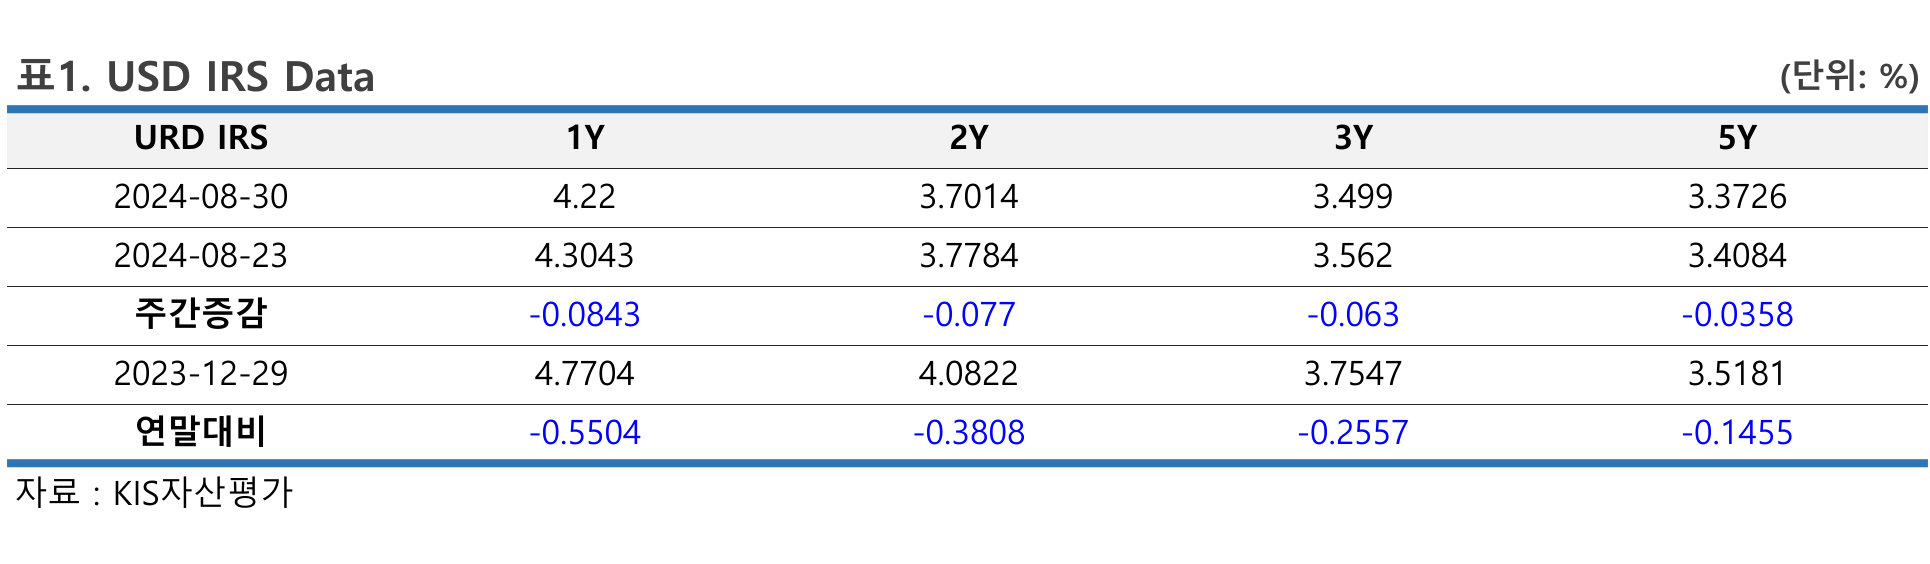 표1. USD IRS Data (단위: %)
URD IRS 1Y 2Y 3Y 5Y
2024-08-30 4.22 3.7014 3.499 3.3726
2024-08-23 4.3043 3.7784 3.562 3.4084
주간증감 -0.0843 -0.077 -0.063 -0.0358
2023-12-29 4.7704 4.0822 3.7547 3.5181
연말대비 -0.5504 -0.3808 -0.2557 -0.1455
자료 : KIS자산평가